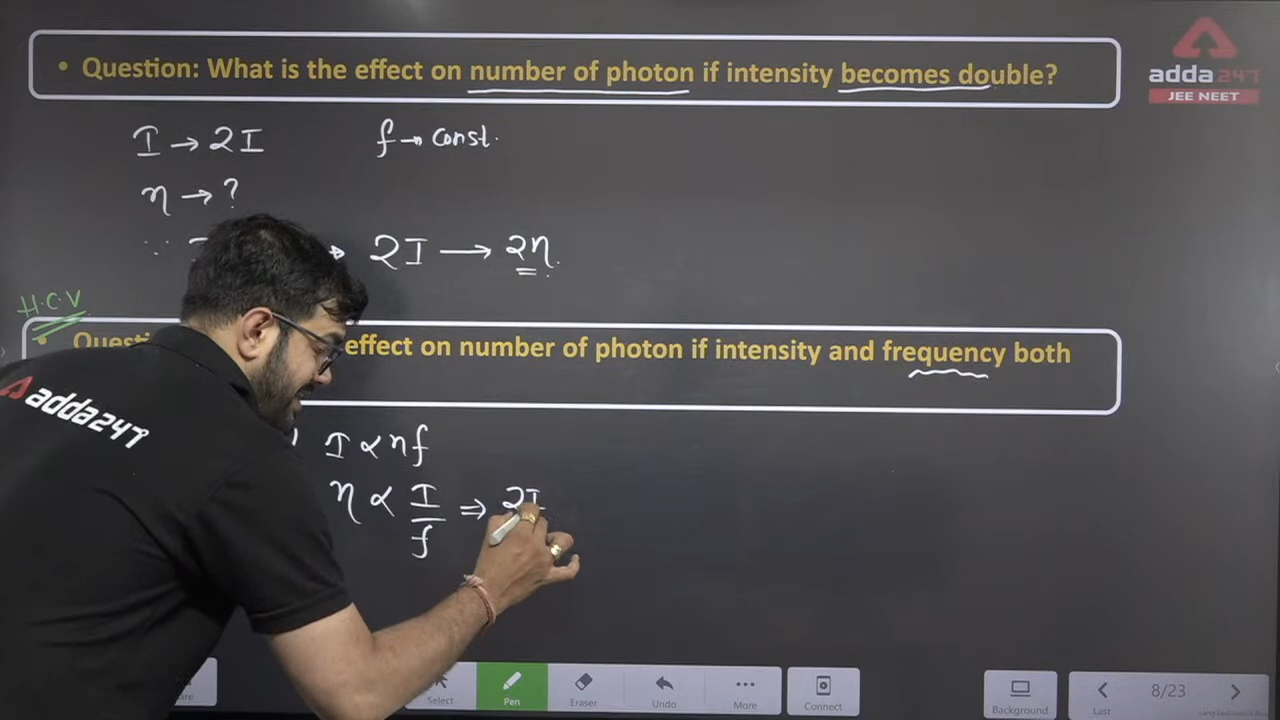 • Question: What is the effect on number of photon if intensity becomes double?
adda247
JEE NEET
I → 2I
f → const.
η → ?
∵
2I → 2η
H.C.V
• effect on number of photon if intensity and frequency both
adda247
I ∝ ηf
η ∝ I/f ⇒ 2I
Select
Pen
Eraser
Undo
More
Connect
Background
Last
8/23